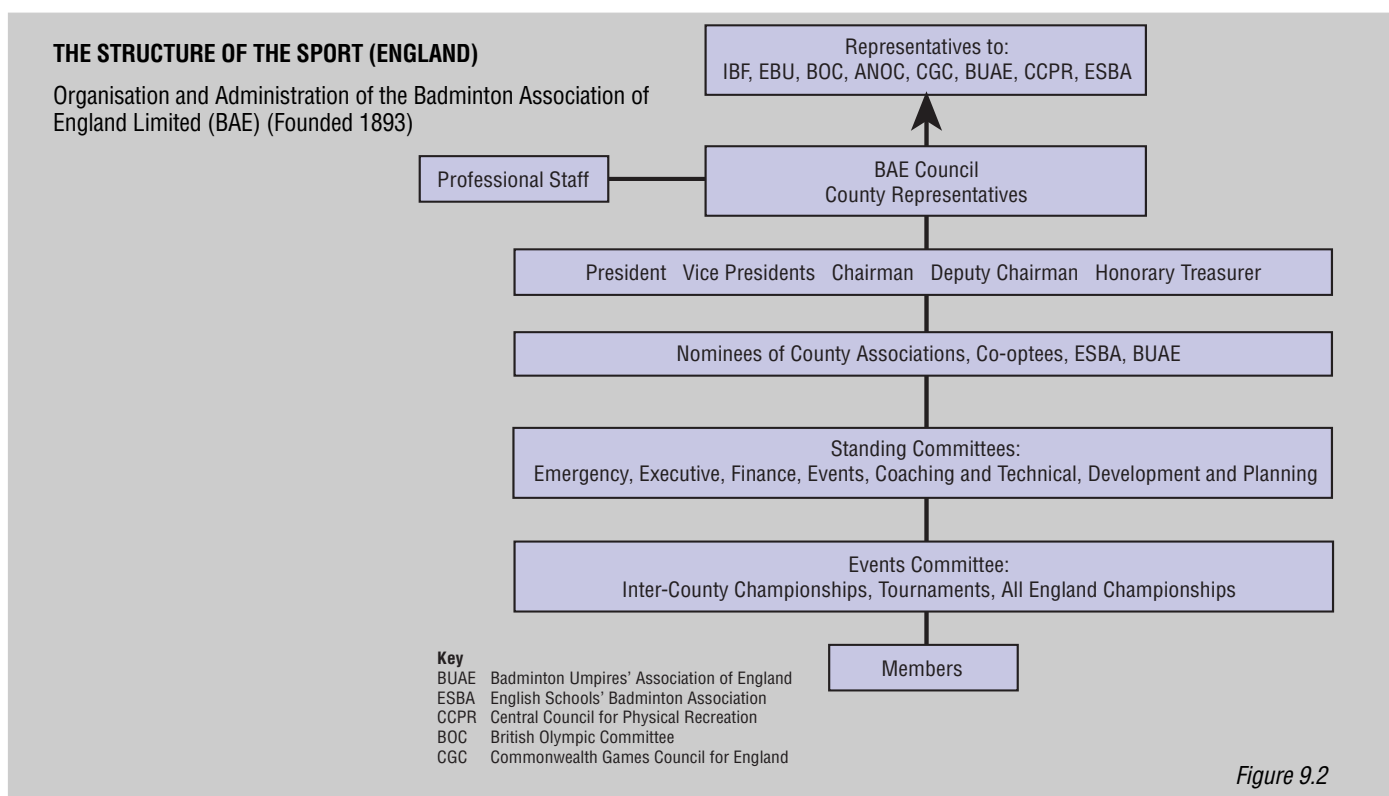 THE STRUCTURE OF THE SPORT (ENGLAND)
Organisation and Administration of the Badminton Association of
England Limited (BAE) (Founded 1893)
Representatives to:
IBF, EBU, BOC, ANOC, CGC, BUAE, CCPR, ESBA
Professional Staff
BAE Council
County Representatives
President Vice Presidents Chairman Deputy Chairman Honorary Treasurer
Nominees of County Associations, Co-optees, ESBA, BUAE
Standing Committees:
Emergency, Executive, Finance, Events, Coaching and Technical, Development and Planning
Events Committee:
Inter-County Championships, Tournaments, All England Championships
Members
Key
BUAE Badminton Umpires’ Association of England
ESBA English Schools’ Badminton Association
CCPR Central Council for Physical Recreation
BOC British Olympic Committee
CGC Commonwealth Games Council for England
Figure 9.2